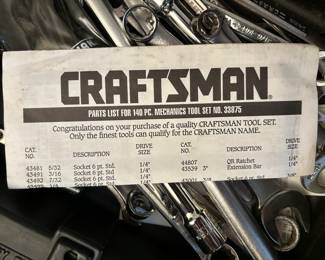 CRAFTSMAN
PARTS LIST FOR 140 PC. MECHANICS TOOL SET NO. 33875
Congratulations on your purchase of a quality CRAFTSMAN TOOL SET.
Only the finest tools can qualify for the CRAFTSMAN NAME.
CAT. NO. DESCRIPTION DRIVE SIZE CAT. NO. DESCRIPTION DRIVE SIZE
43481 5/32 Socket 6 pt. Std. 1/4" 44807 QR Ratchet 1/4"
43491 3/16 Socket 6 pt. Std. 1/4" 43539 3" Extension Bar 1/4"
43482 7/32 Socket 6 pt. Std. 1/4"